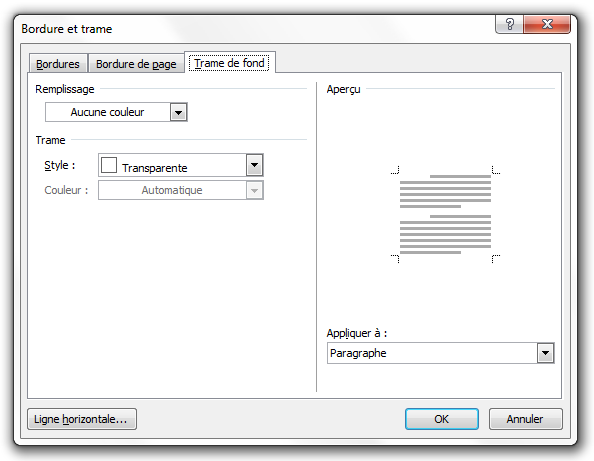 Bordure et trame
?
Bordures
Bordure de page
Trame de fond
Remplissage
Aucune couleur
Trame
Style :
Transparente
Couleur :
Automatique
Aperçu
Appliquer à :
Paragraphe
Ligne horizontale...
OK
Annuler